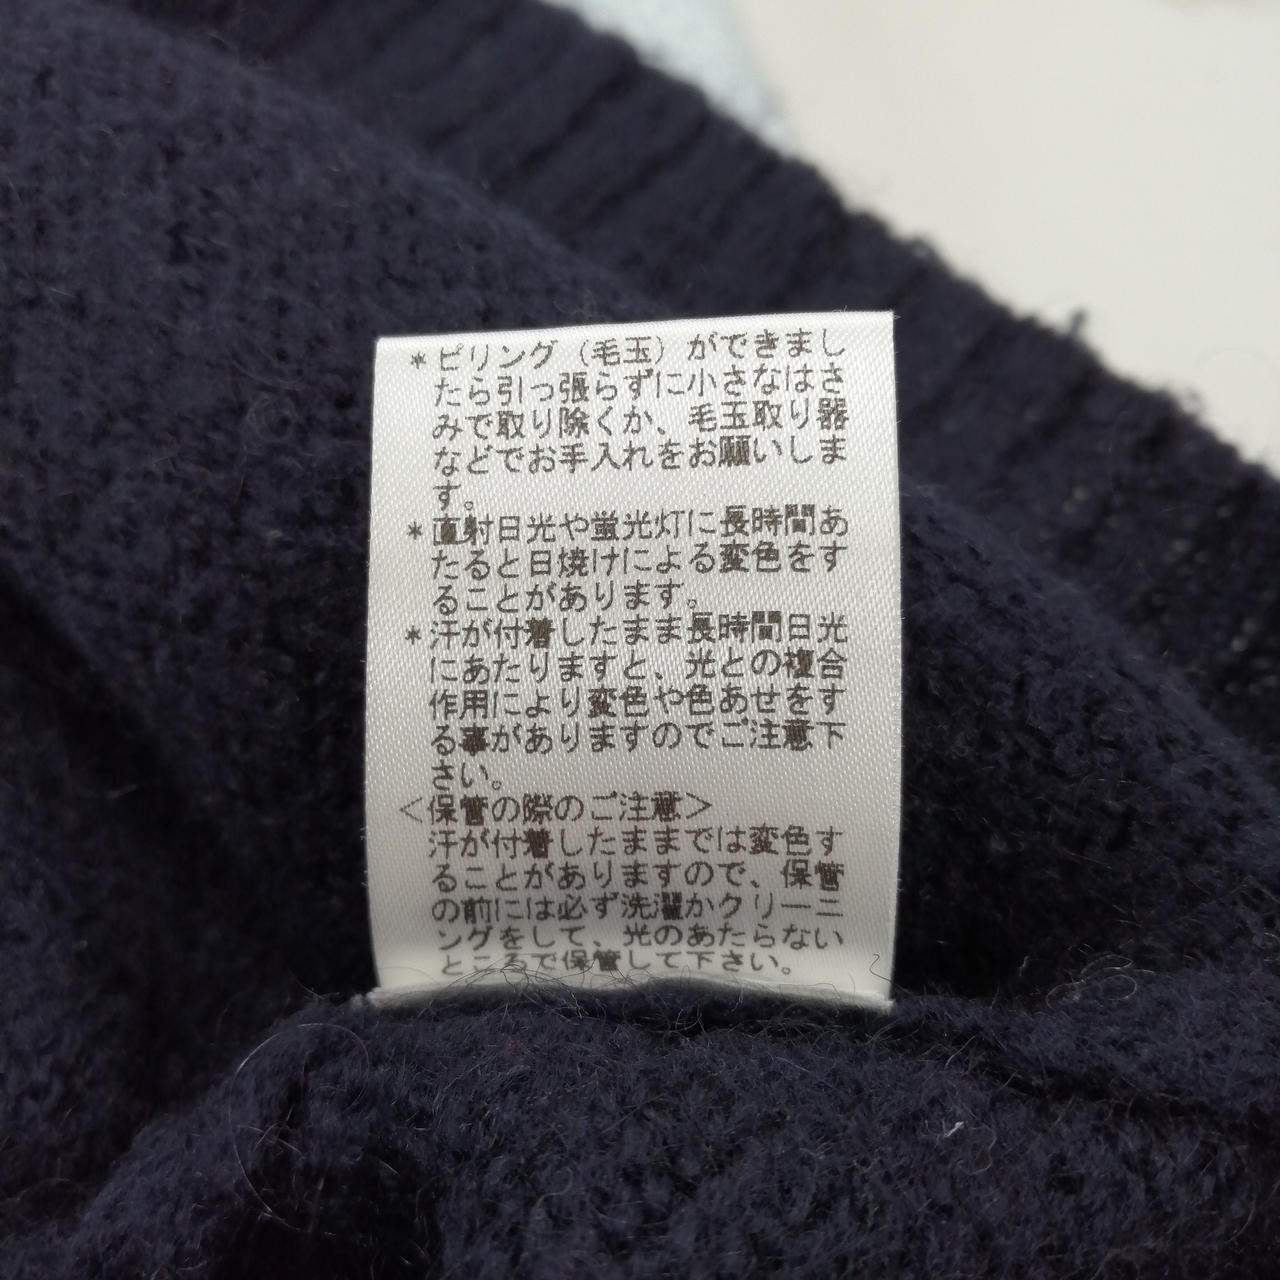 ＊ピリング（毛玉）ができまし
たら引っ張らずに小さなはさ
みで取り除くか、毛玉取り器
などでお手入れをお願いしま
す。
＊直射日光や蛍光灯に長時間あ
たると日焼けによる変色をす
ることがあります。
＊汗が付着したまま長時間日光
にあたりますと、光との複合
作用により変色や色あせをす
る事がありますのでご注意下
さい。
＜保管の際のご注意＞
汗が付着したままでは変色す
ることがありますので、保管
の前には必ず洗濯かクリーニ
ングをして、光のあたらない
ところで保管して下さい。